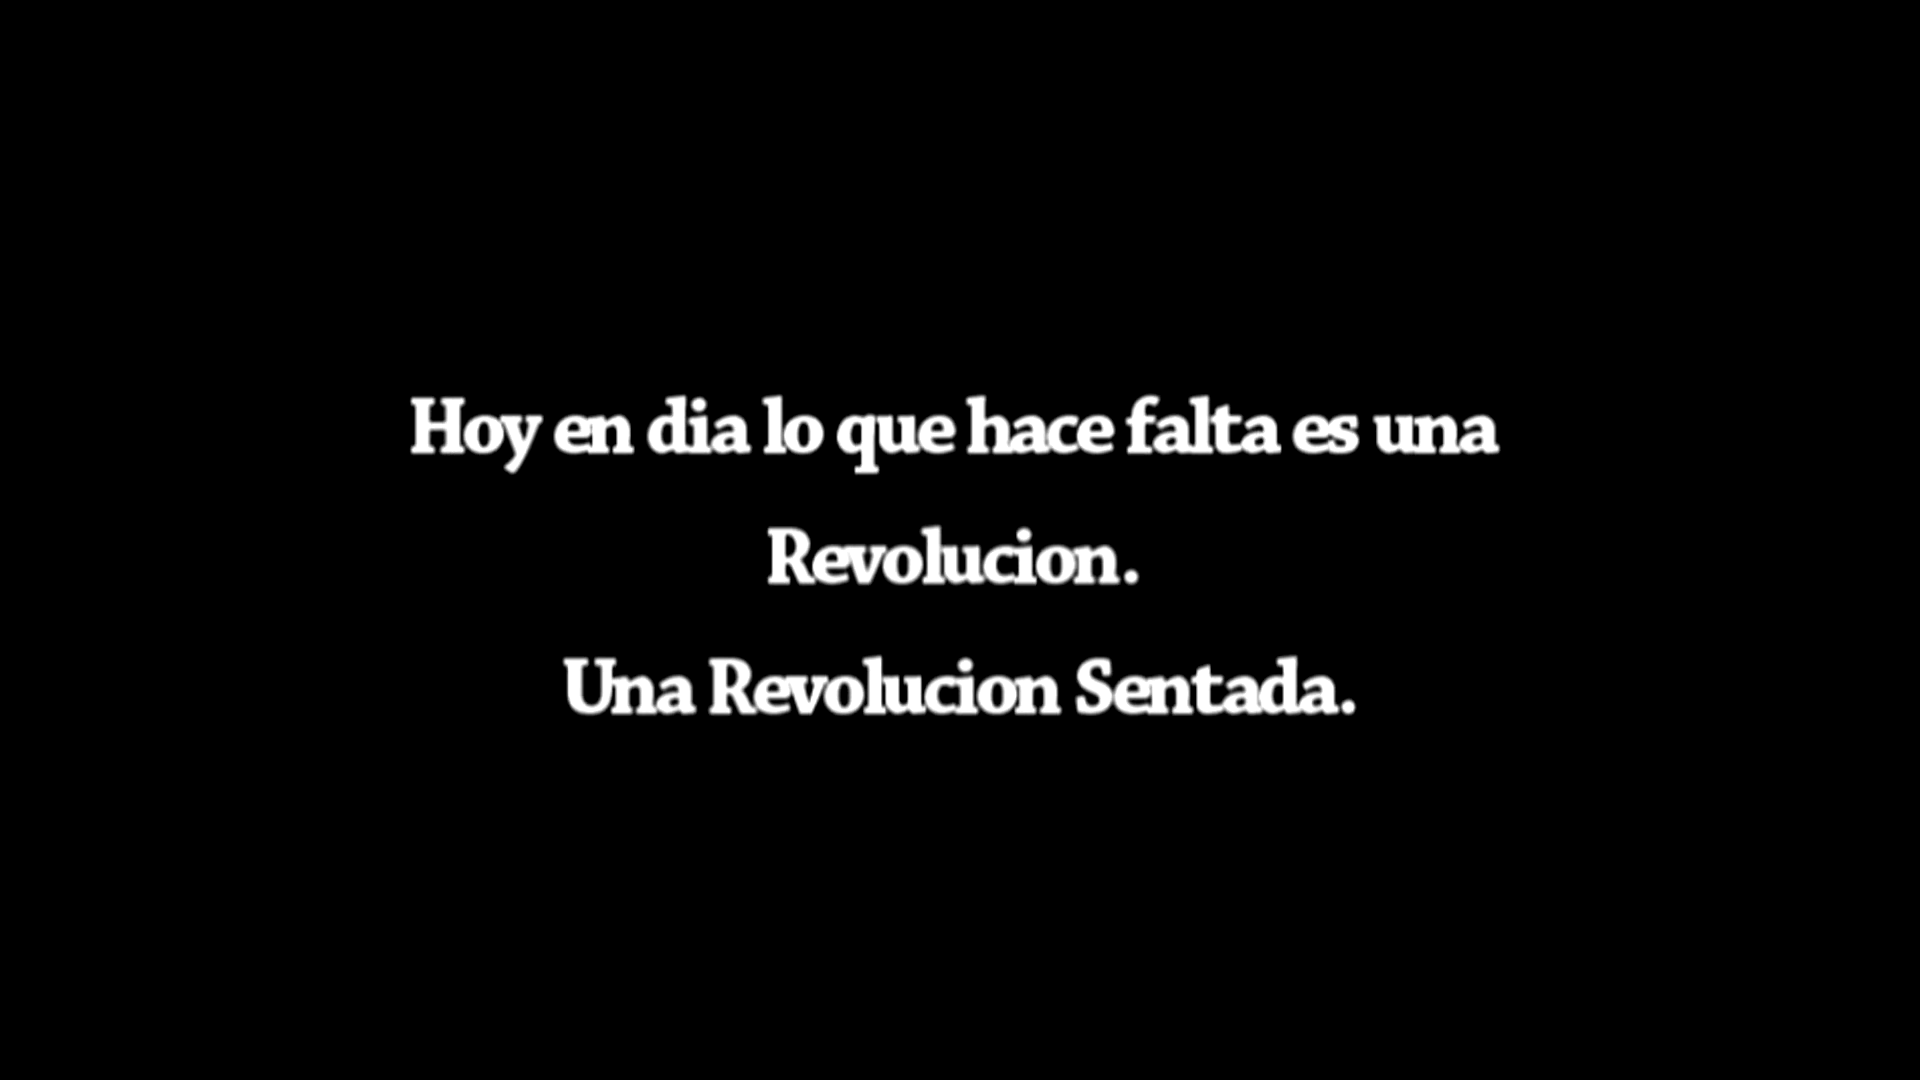 Hoy en dia lo que hace falta es una
Revolucion.
Una Revolucion Sentada.